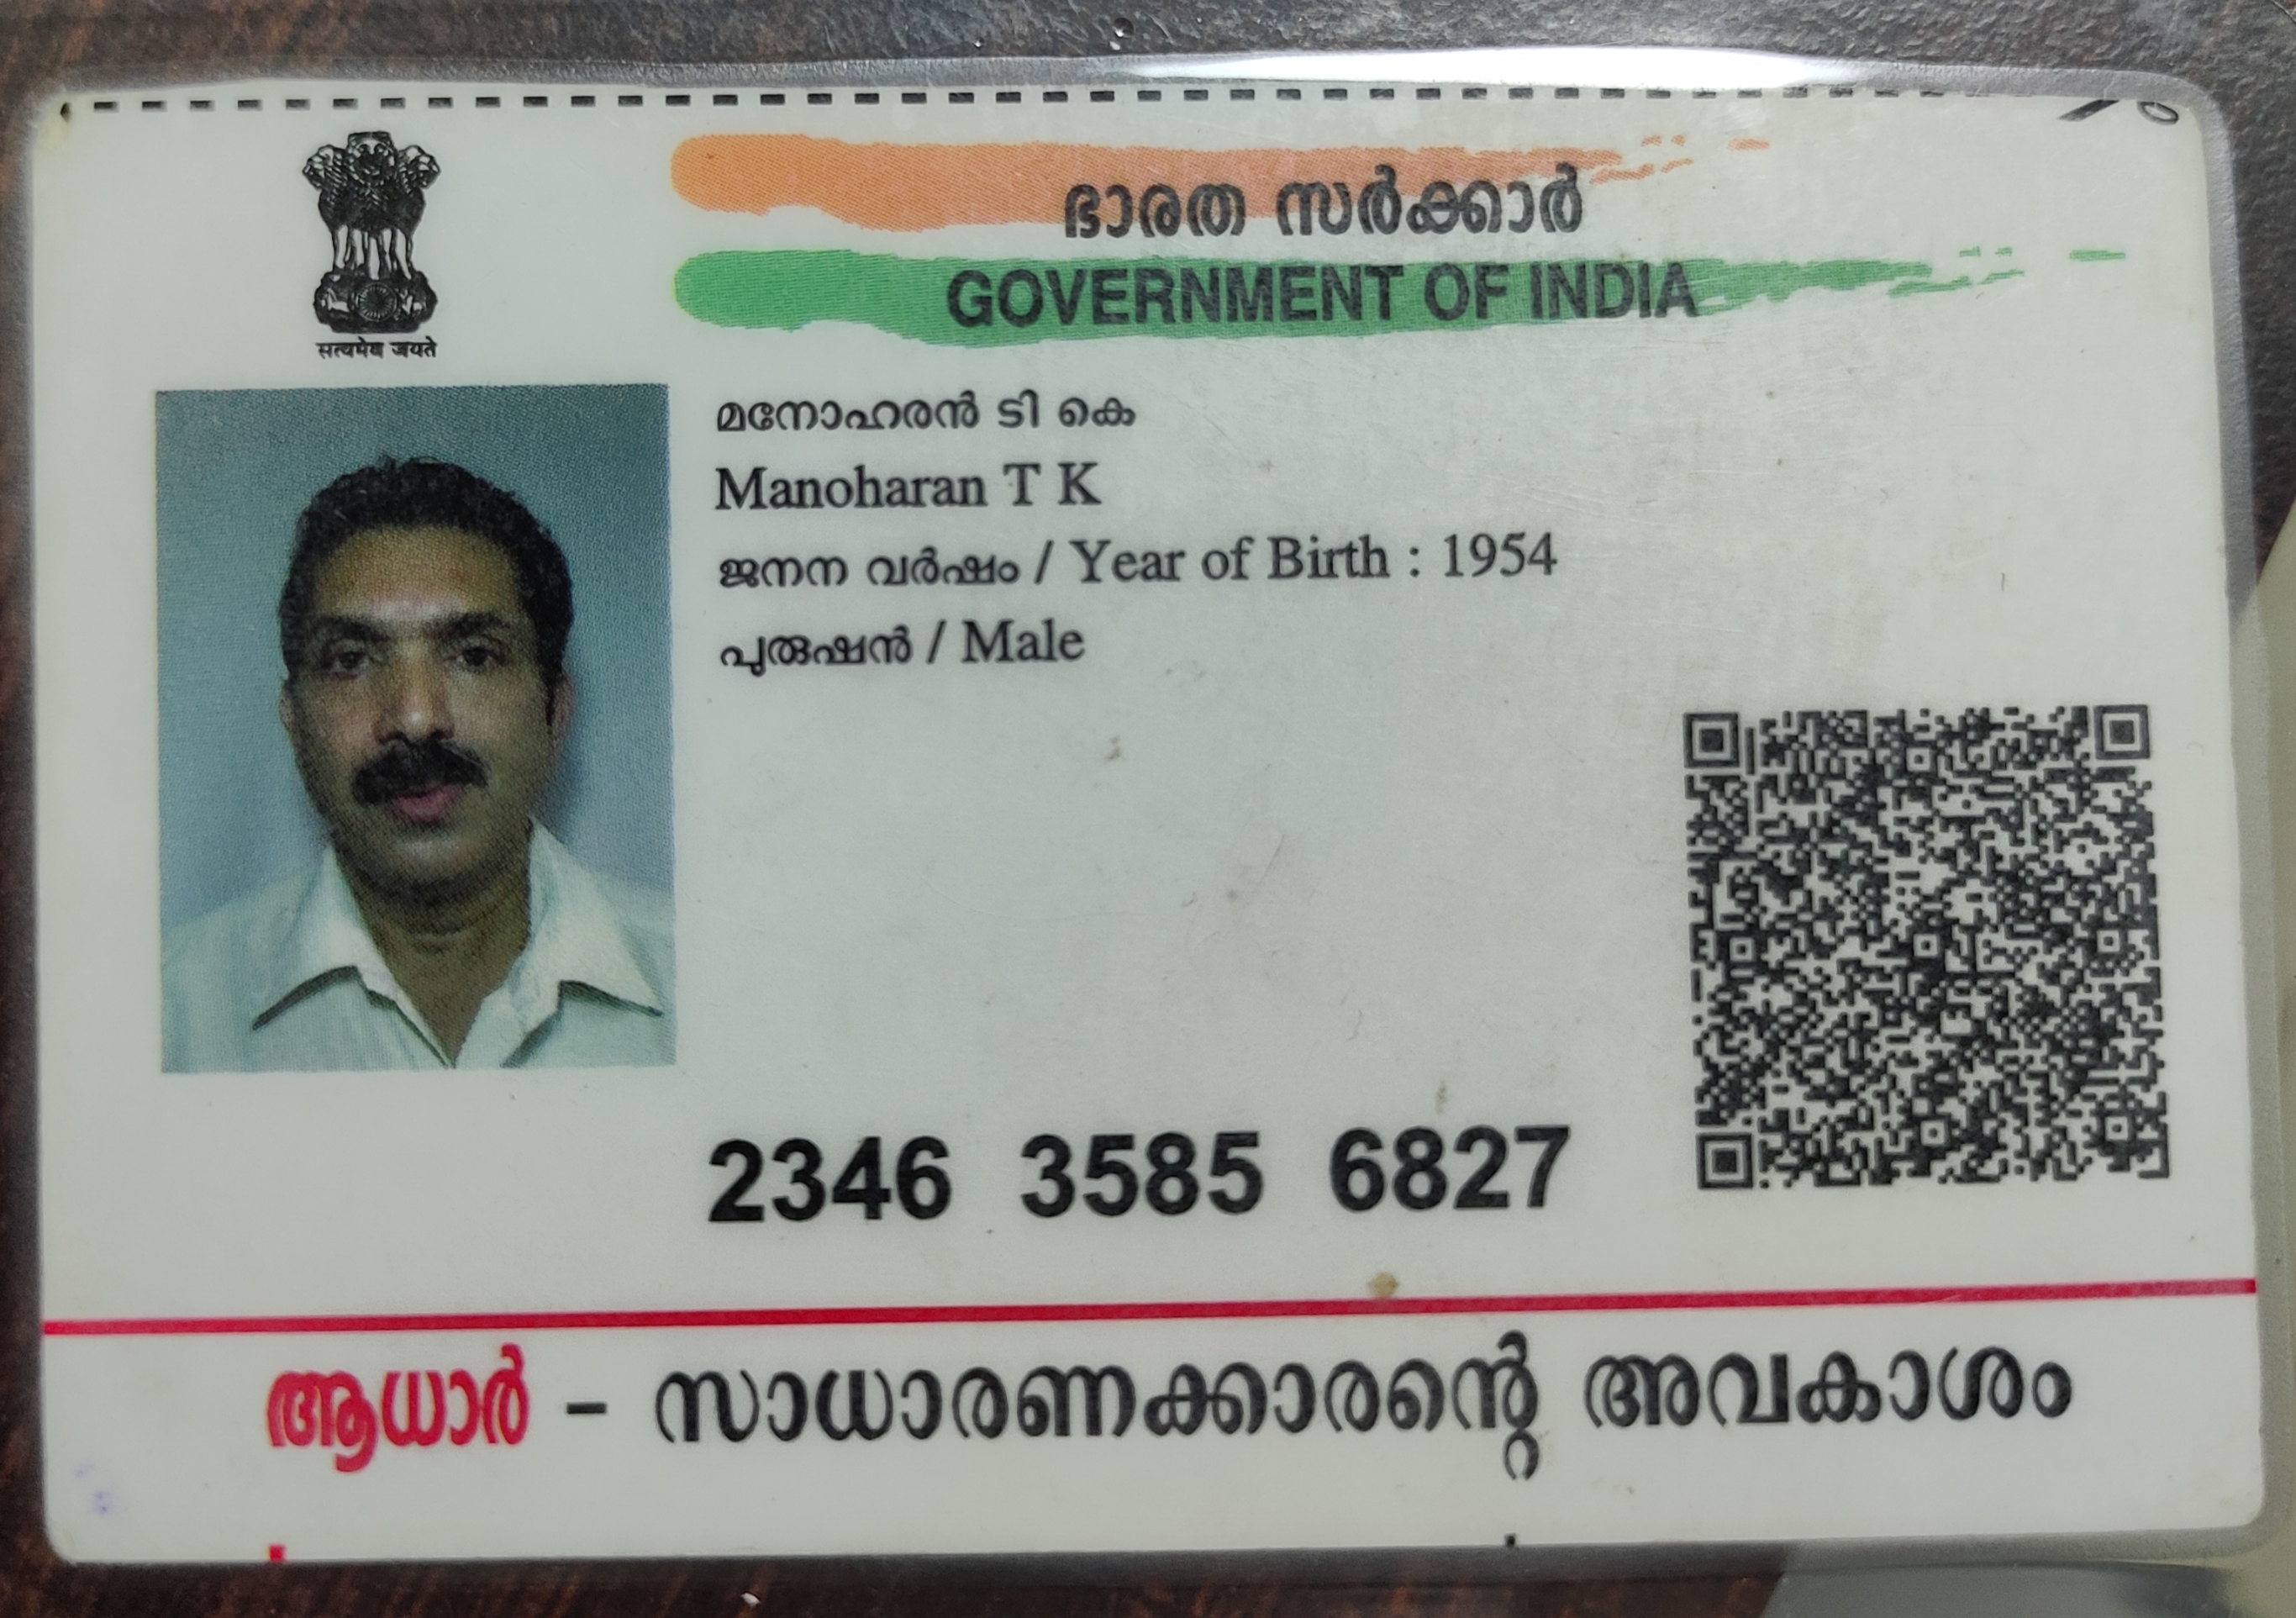 ഭാരത സർക്കാർ
GOVERNMENT OF INDIA
सत्यमेव जयते
മനോഹരൻ ടി കെ
Manoharan T K
ജനന വർഷം / Year of Birth : 1954
പുരുഷൻ / Male
2346 3585 6827
ആധാർ – സാധാരണക്കാരന്റെ അവകാശം